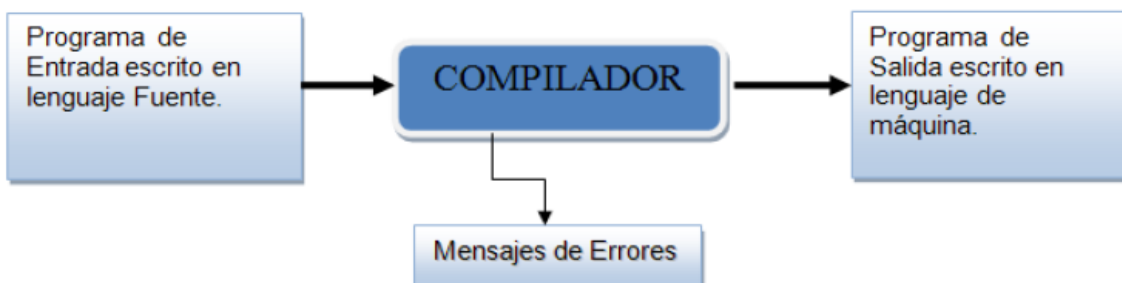 Programa de
Entrada escrito en
lenguaje Fuente.
COMPILADOR
Programa de
Salida escrito en
lenguaje de
máquina.
Mensajes de Errores